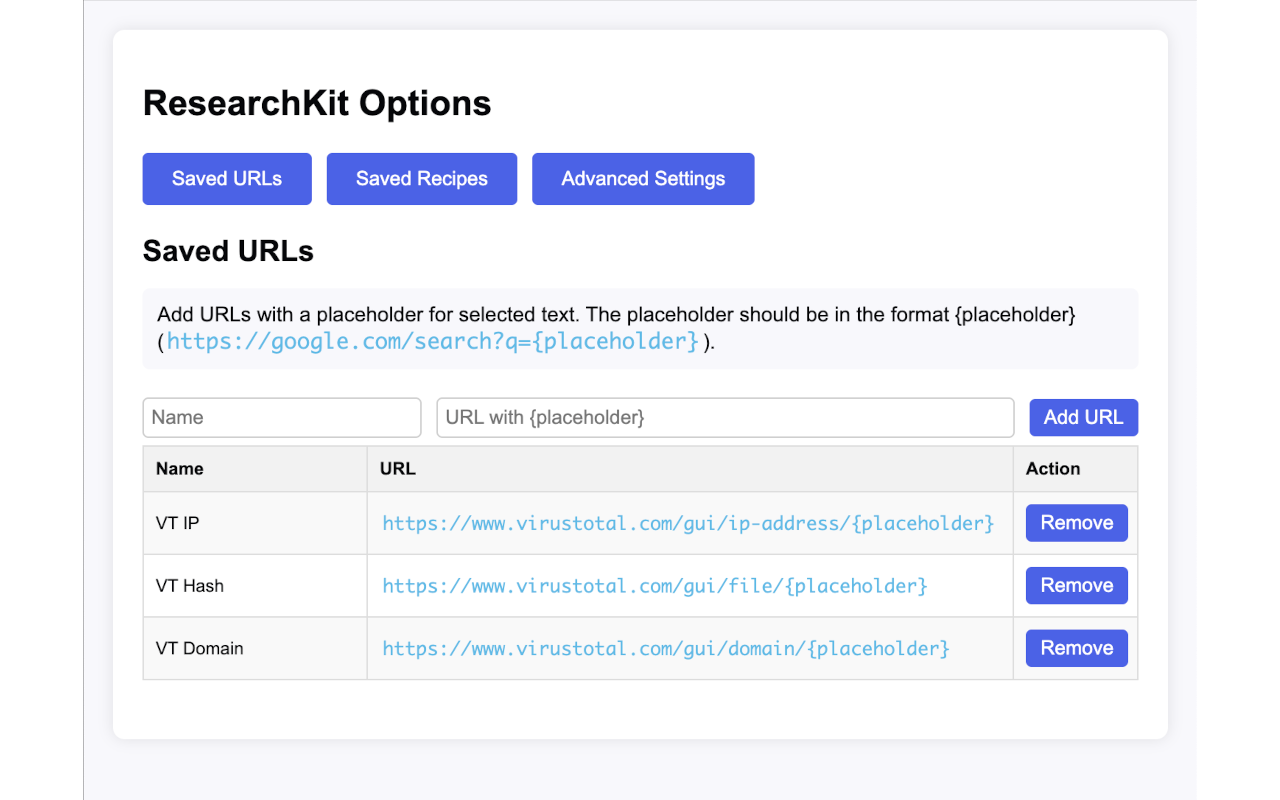 ResearchKit Options
Saved URLs Saved Recipes Advanced Settings
Saved URLs
Add URLs with a placeholder for selected text. The placeholder should be in the format {placeholder}
(https://google.com/search?q={placeholder}).
Name URL with {placeholder} Add URL
Name URL Action
VT IP https://www.virustotal.com/gui/ip-address/{placeholder} Remove
VT Hash https://www.virustotal.com/gui/file/{placeholder} Remove
VT Domain https://www.virustotal.com/gui/domain/{placeholder} Remove